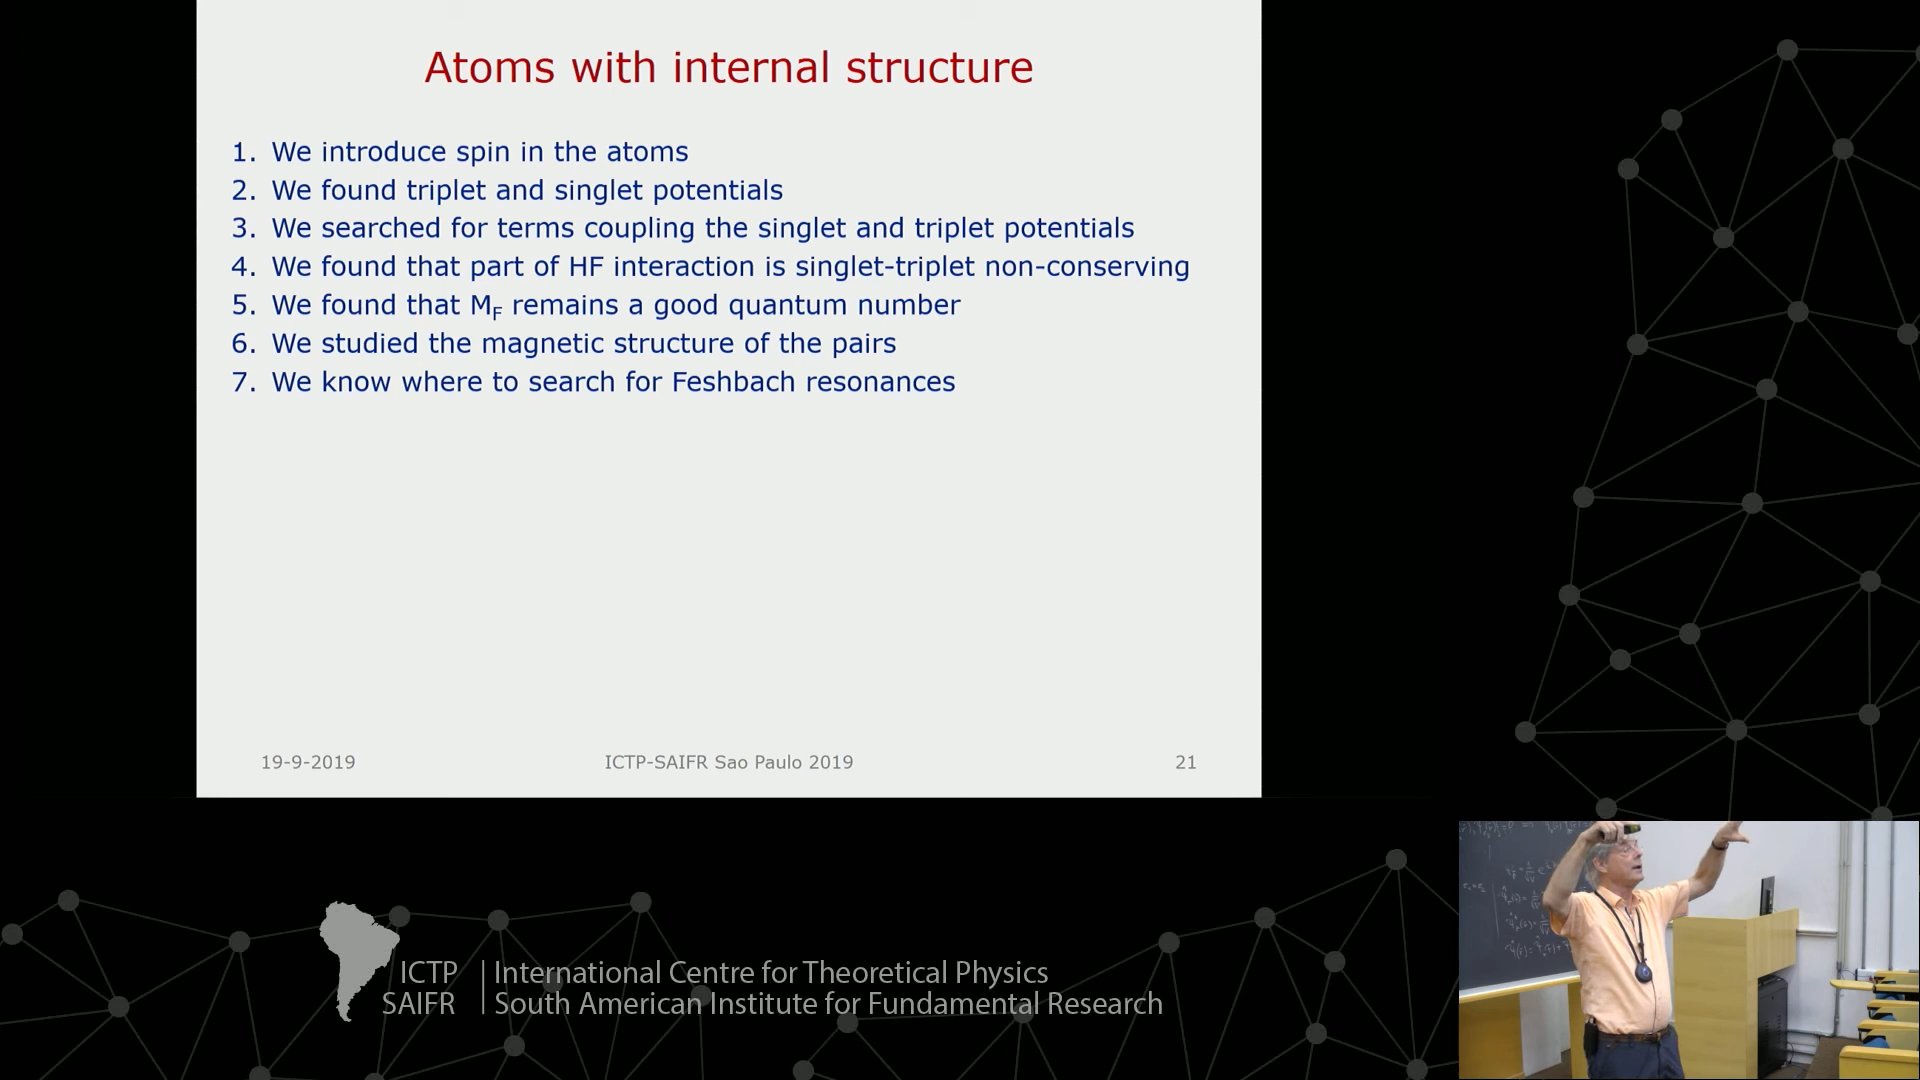 Atoms with internal structure
1. We introduce spin in the atoms
2. We found triplet and singlet potentials
3. We searched for terms coupling the singlet and triplet potentials
4. We found that part of HF interaction is singlet-triplet non-conserving
5. We found that M_F remains a good quantum number
6. We studied the magnetic structure of the pairs
7. We know where to search for Feshbach resonances
19-9-2019 ICTP-SAIFR Sao Paulo 2019 21
ICTP International Centre for Theoretical Physics
SAIFR South American Institute for Fundamental Research